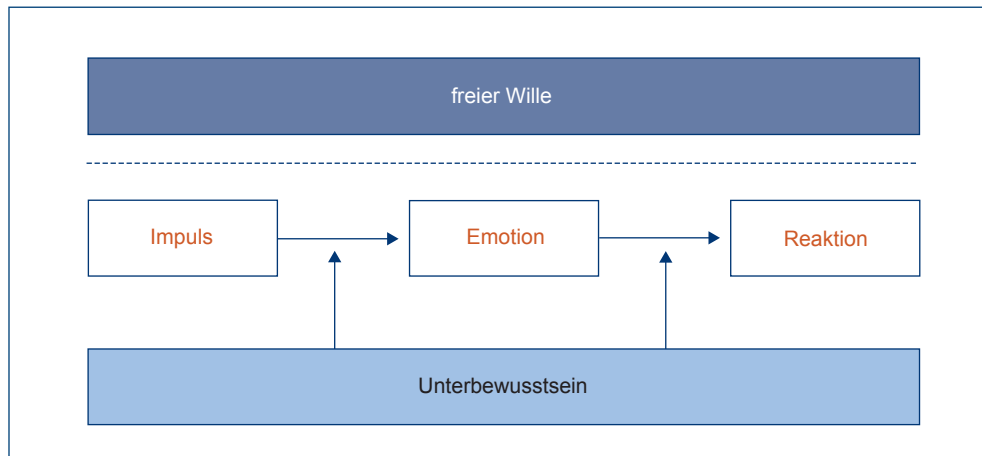 freier Wille
Impuls
Emotion
Reaktion
Unterbewusstsein